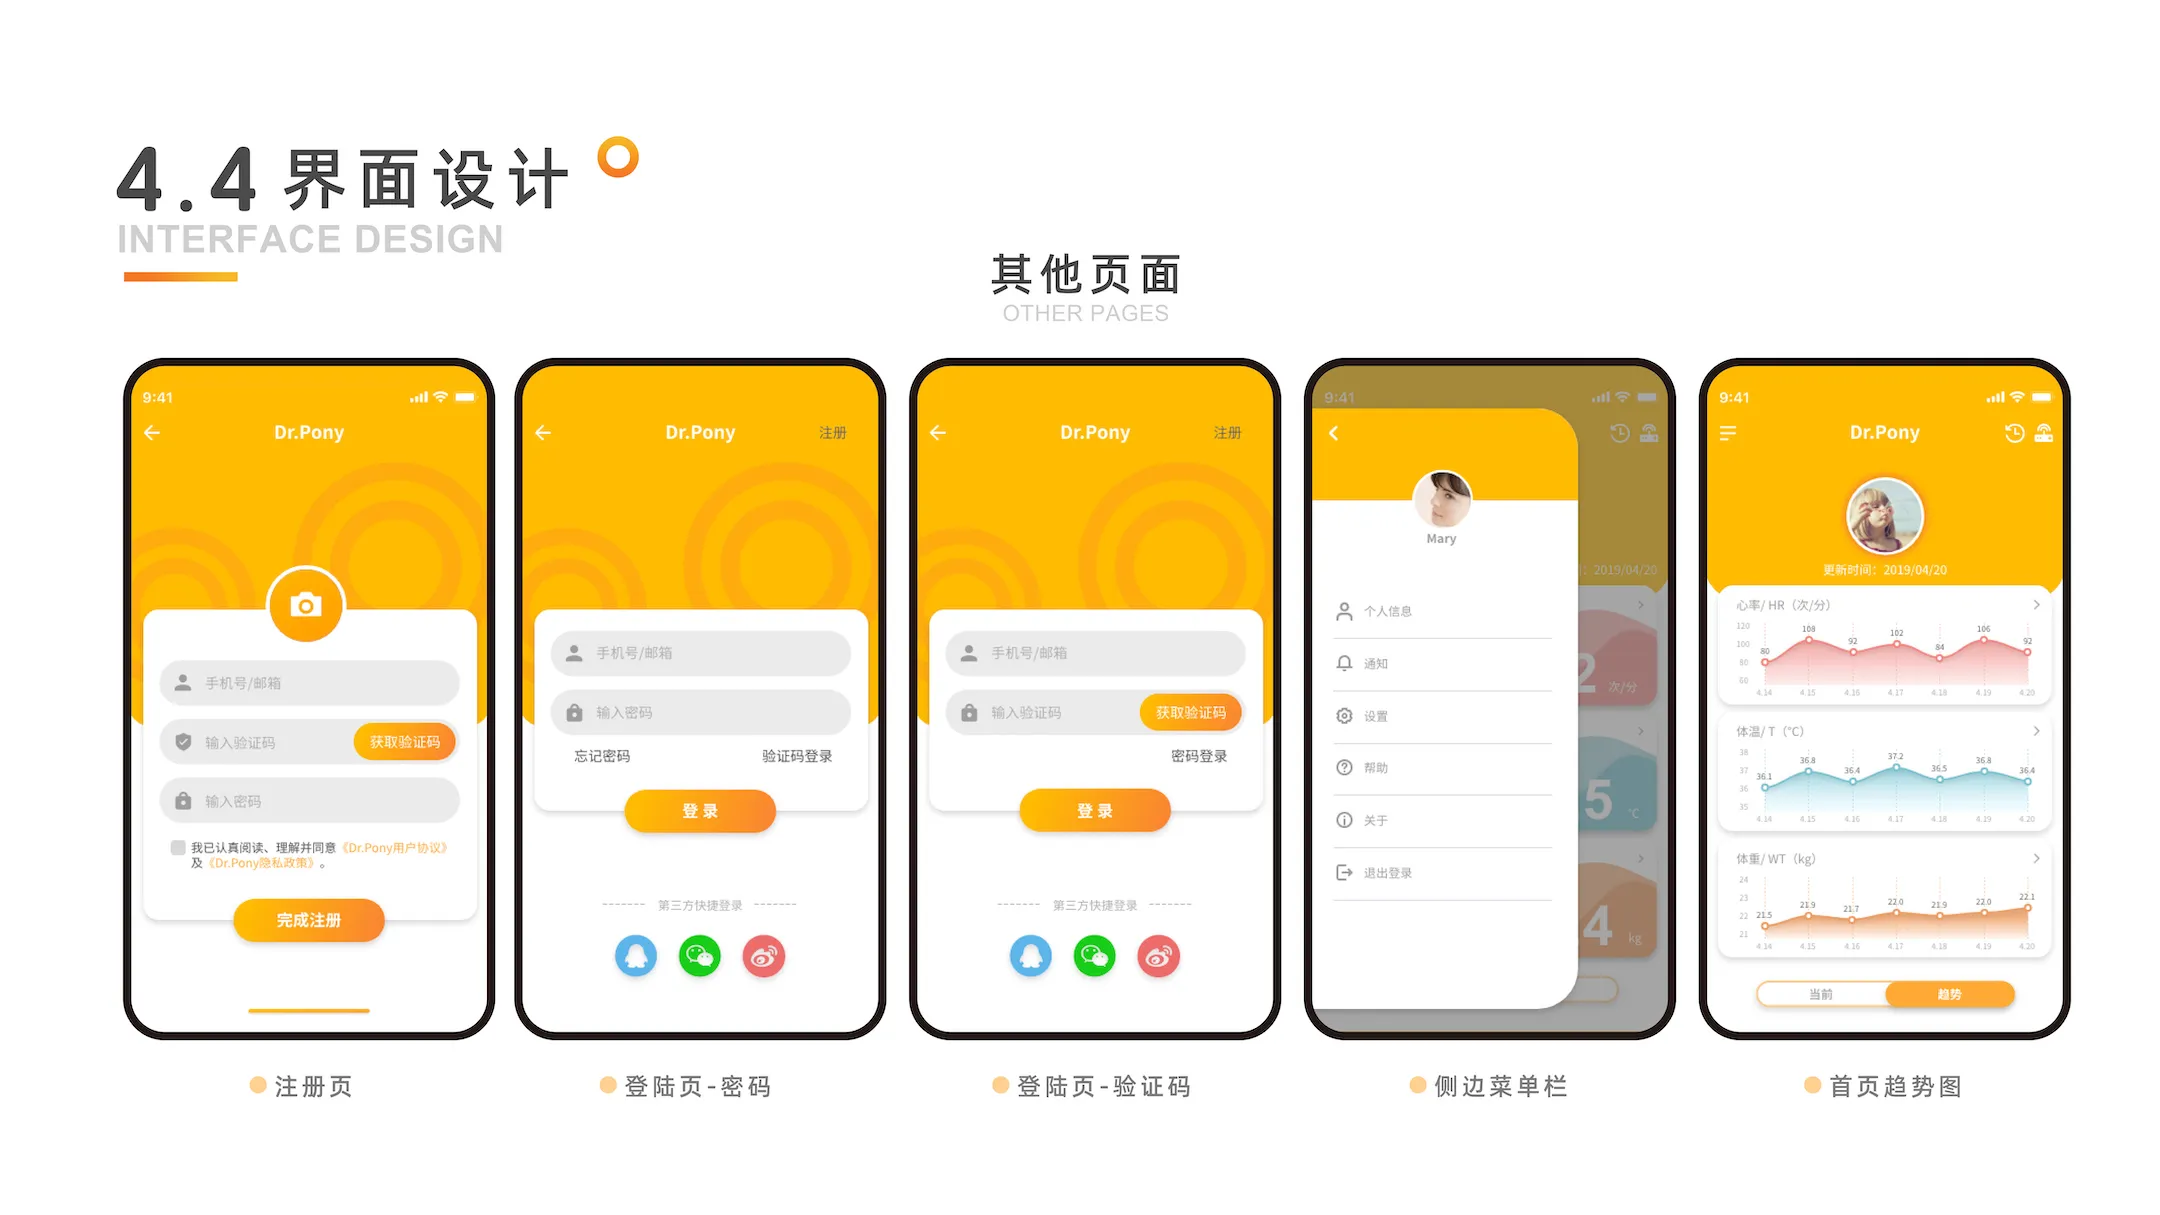 4.4 界面设计
INTERFACE DESIGN
其他页面
OTHER PAGES
9:41
Dr.Pony
手机号/邮箱
输入验证码
获取验证码
输入密码
我已认真阅读、理解并同意《Dr.Pony用户协议》
及《Dr.Pony隐私政策》。
完成注册
注册页
Dr.Pony
注册
手机号/邮箱
输入密码
忘记密码
验证码登录
登录
第三方快捷登录
登陆页-密码
Dr.Pony
注册
手机号/邮箱
输入验证码
获取验证码
密码登录
登录
第三方快捷登录
登陆页-验证码
9:41
Mary
: 2019/04/20
个人信息
通知
设置
帮助
关于
退出登录
2 次/分
5 ℃
4 kg
侧边菜单栏
9:41
Dr.Pony
更新时间：2019/04/20
心率/ HR（次/分）
120
100
80
60
80 108 92 102 84 106 92
4.14 4.15 4.16 4.17 4.18 4.19 4.20
体温/ T（℃）
38
37
36
35
36.1 36.8 36.4 37.2 36.5 36.8 36.4
4.14 4.15 4.16 4.17 4.18 4.19 4.20
体重/ WT（kg）
24
23
22
21
21.5 21.9 21.7 22.0 21.9 22.0 22.1
4.14 4.15 4.16 4.17 4.18 4.19 4.20
当前
趋势
首页趋势图